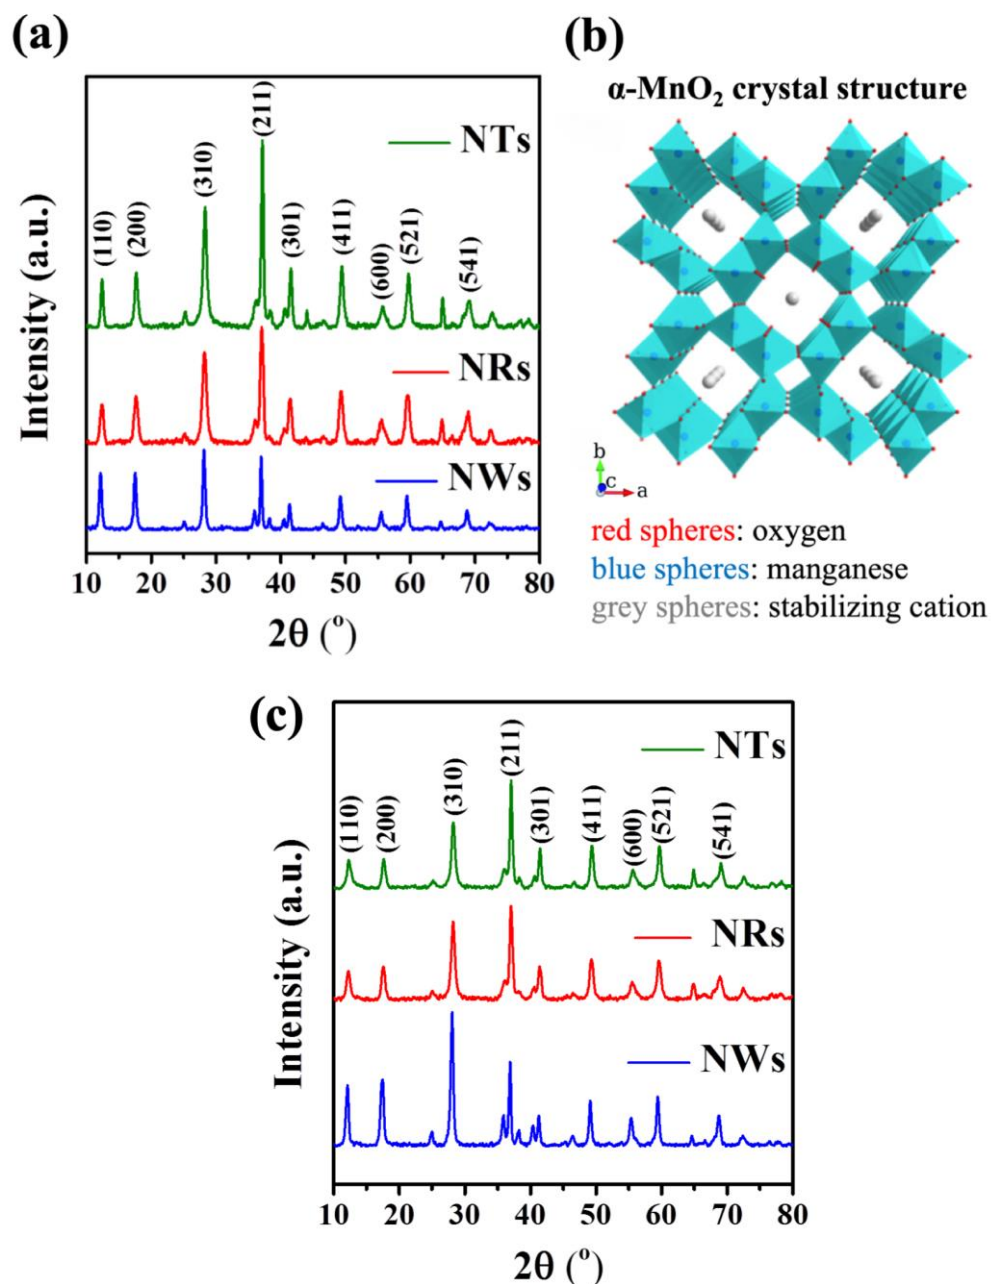 (a)
(110)
(200)
(310)
(211)
(301)
(411)
(600)
(521)
(541)
NTs
NRs
NWs
Intensity (a.u.)
10 20 30 40 50 60 70 80
2θ (°)
(b)
α-MnO₂ crystal structure
b
c
a
red spheres: oxygen
blue spheres: manganese
grey spheres: stabilizing cation
(c)
(110)
(200)
(310)
(211)
(301)
(411)
(600)
(521)
(541)
NTs
NRs
NWs
Intensity (a.u.)
10 20 30 40 50 60 70 80
2θ (°)